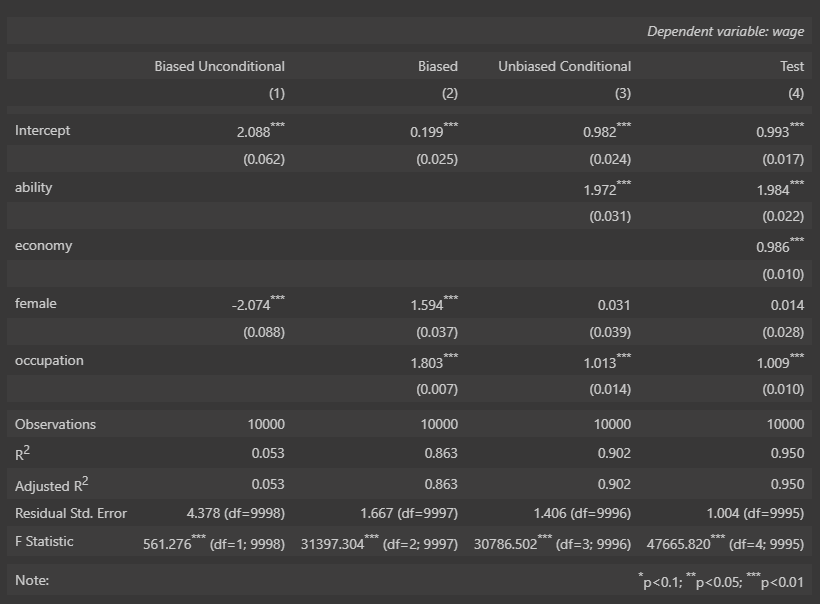 Dependent variable: wage
Biased Unconditional Biased Unbiased Conditional Test
(1) (2) (3) (4)
Intercept 2.088*** 0.199*** 0.982*** 0.993***
(0.062) (0.025) (0.024) (0.017)
ability 1.972*** 1.984***
(0.031) (0.022)
economy 0.986***
(0.010)
female -2.074*** 1.594*** 0.031 0.014
(0.088) (0.037) (0.039) (0.028)
occupation 1.803*** 1.013*** 1.009***
(0.007) (0.014) (0.010)
Observations 10000 10000 10000 10000
R2 0.053 0.863 0.902 0.950
Adjusted R2 0.053 0.863 0.902 0.950
Residual Std. Error 4.378 (df=9998) 1.667 (df=9997) 1.406 (df=9996) 1.004 (df=9995)
F Statistic 561.276*** (df=1; 9998) 31397.304*** (df=2; 9997) 30786.502*** (df=3; 9996) 47665.820*** (df=4; 9995)
Note: *p<0.1; **p<0.05; ***p<0.01